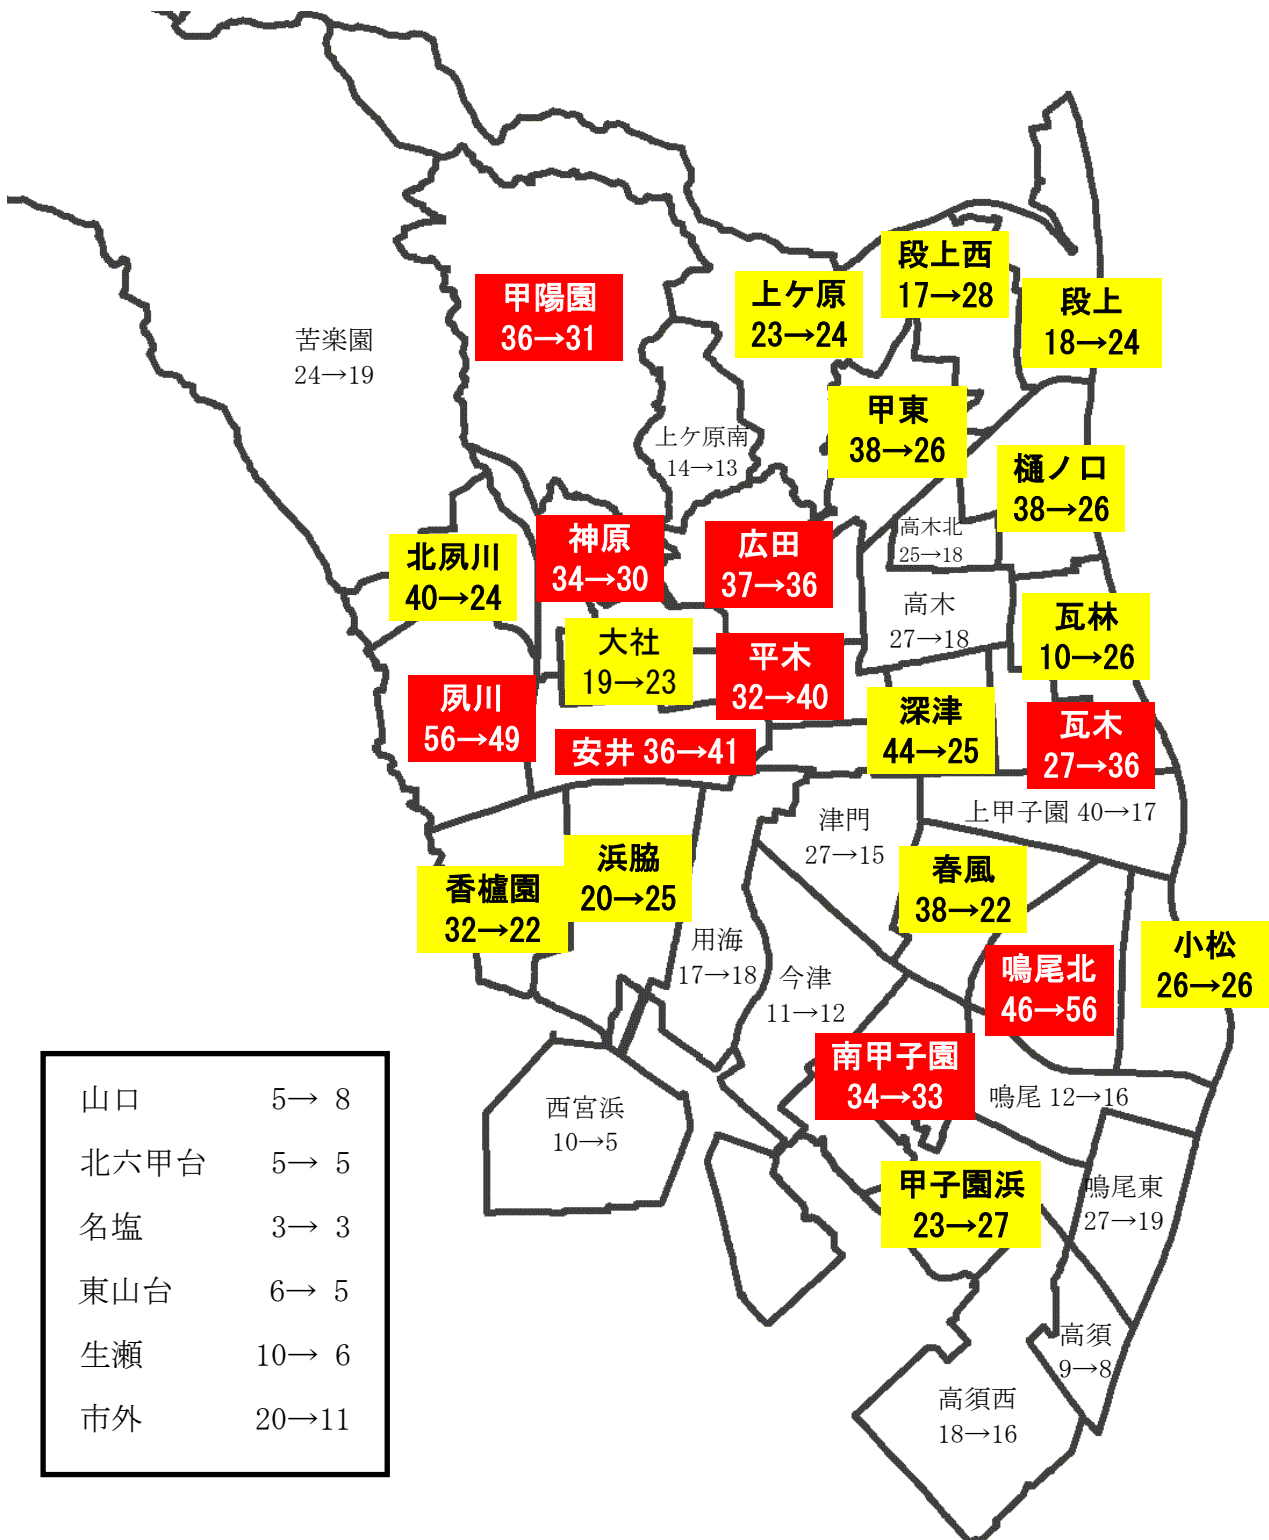 段上西
17→28
甲陽園
36→31
上ケ原
23→24
段上
18→24
苦楽園
24→19
甲東
38→26
上ケ原南
14→13
樋ノ口
38→26
神原
34→30
広田
37→36
高木北
25→18
北夙川
40→24
高木
27→18
瓦林
10→26
大社
19→23
平木
32→40
夙川
56→49
深津
44→25
瓦木
27→36
安井 36→41
上甲子園 40→17
津門
27→15
浜脇
20→25
春風
38→22
香櫨園
32→22
用海
17→18
小松
26→26
鳴尾北
46→56
今津
11→12
南甲子園
34→33
鳴尾 12→16
西宮浜
10→5
甲子園浜
23→27
鳴尾東
27→19
高須
9→8
高須西
18→16
山口 5→ 8
北六甲台 5→ 5
名塩 3→ 3
東山台 6→ 5
生瀬 10→ 6
市外 20→11